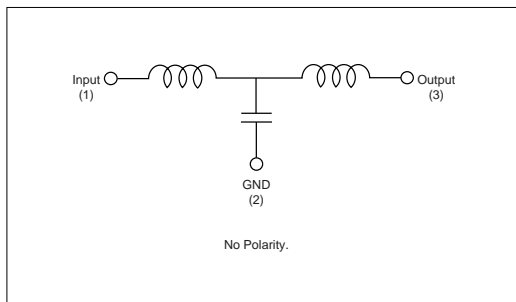 Input
(1)
Output
(3)
GND
(2)
No Polarity.